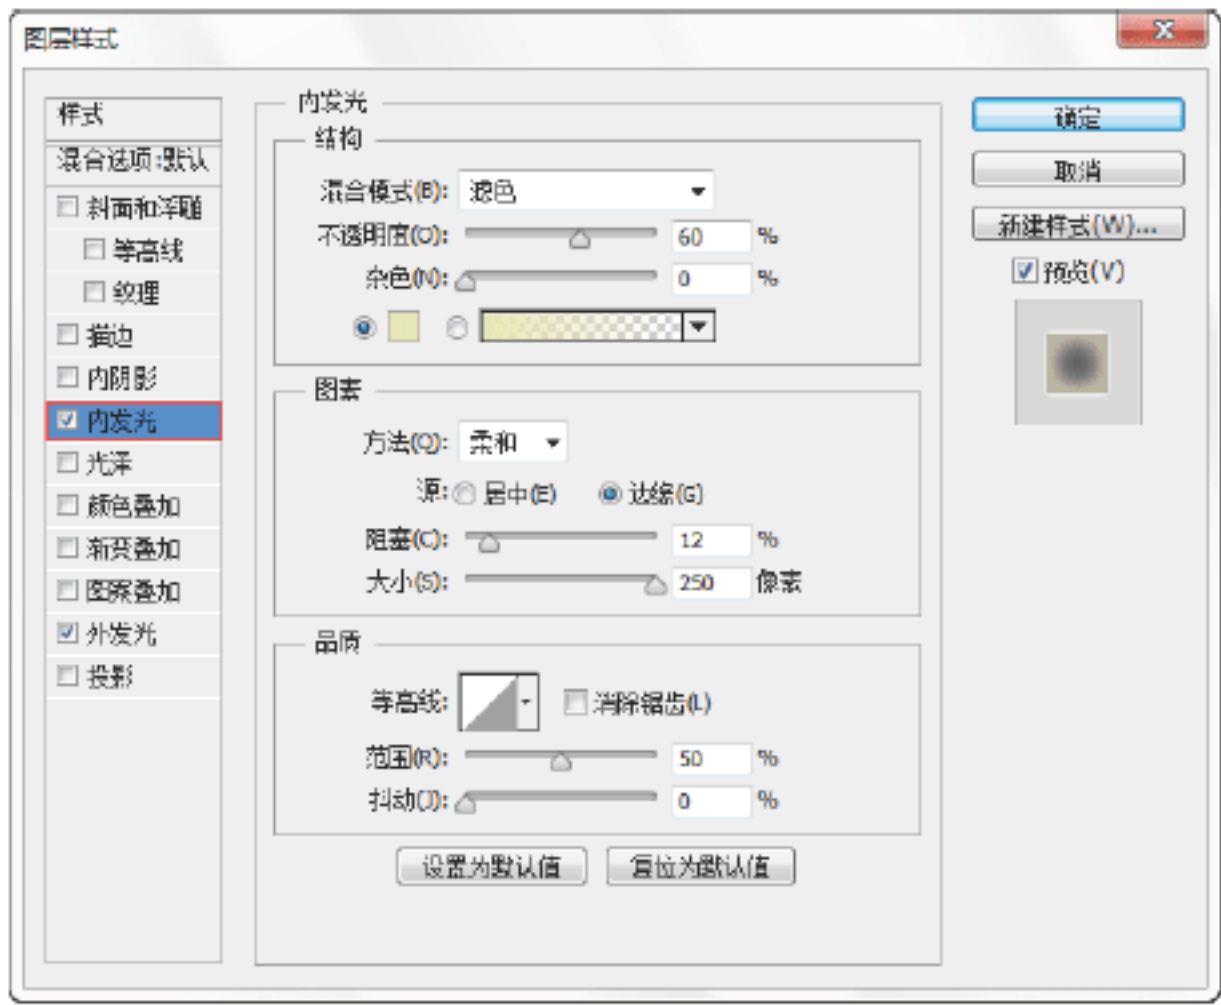 图层样式
样式
混合选项:默认
斜面和浮雕
等高线
纹理
描边
内阴影
内发光
光泽
颜色叠加
渐变叠加
图案叠加
外发光
投影
内发光
结构
混合模式(B): 滤色
不透明度(O): 60 %
杂色(N): 0 %
图素
方法(Q): 柔和
源: 居中(E) 边缘(G)
阻塞(C): 12 %
大小(S): 250 像素
品质
等高线: 消除锯齿(L)
范围(R): 50 %
抖动(J): 0 %
设置为默认值 复位为默认值
确定
取消
新建样式(W)...
预览(V)